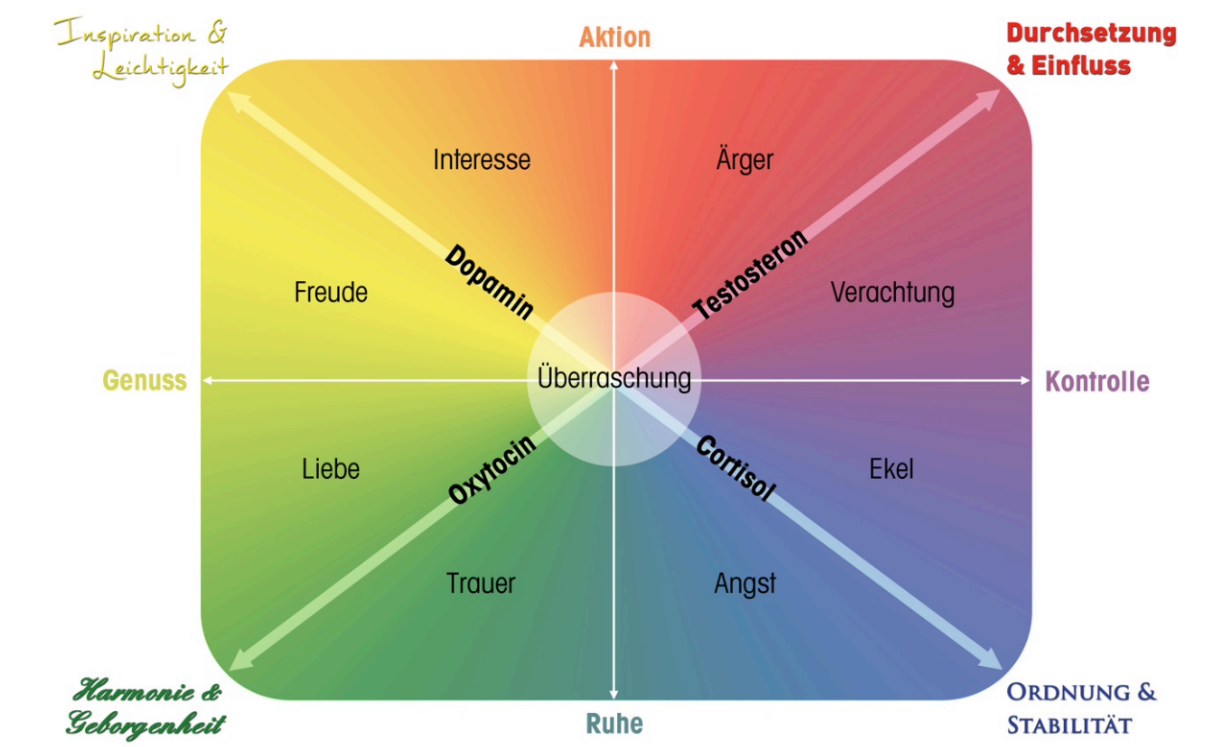 Inspiration &
Leichtigkeit
Aktion
Durchsetzung
& Einfluss
Interesse
Ärger
Dopamin
Testosteron
Freude
Verachtung
Genuss
Überraschung
Kontrolle
Liebe
Oxytocin
Cortisol
Ekel
Trauer
Angst
Harmonie &
Geborgenheit
Ruhe
ORDNUNG &
STABILITÄT